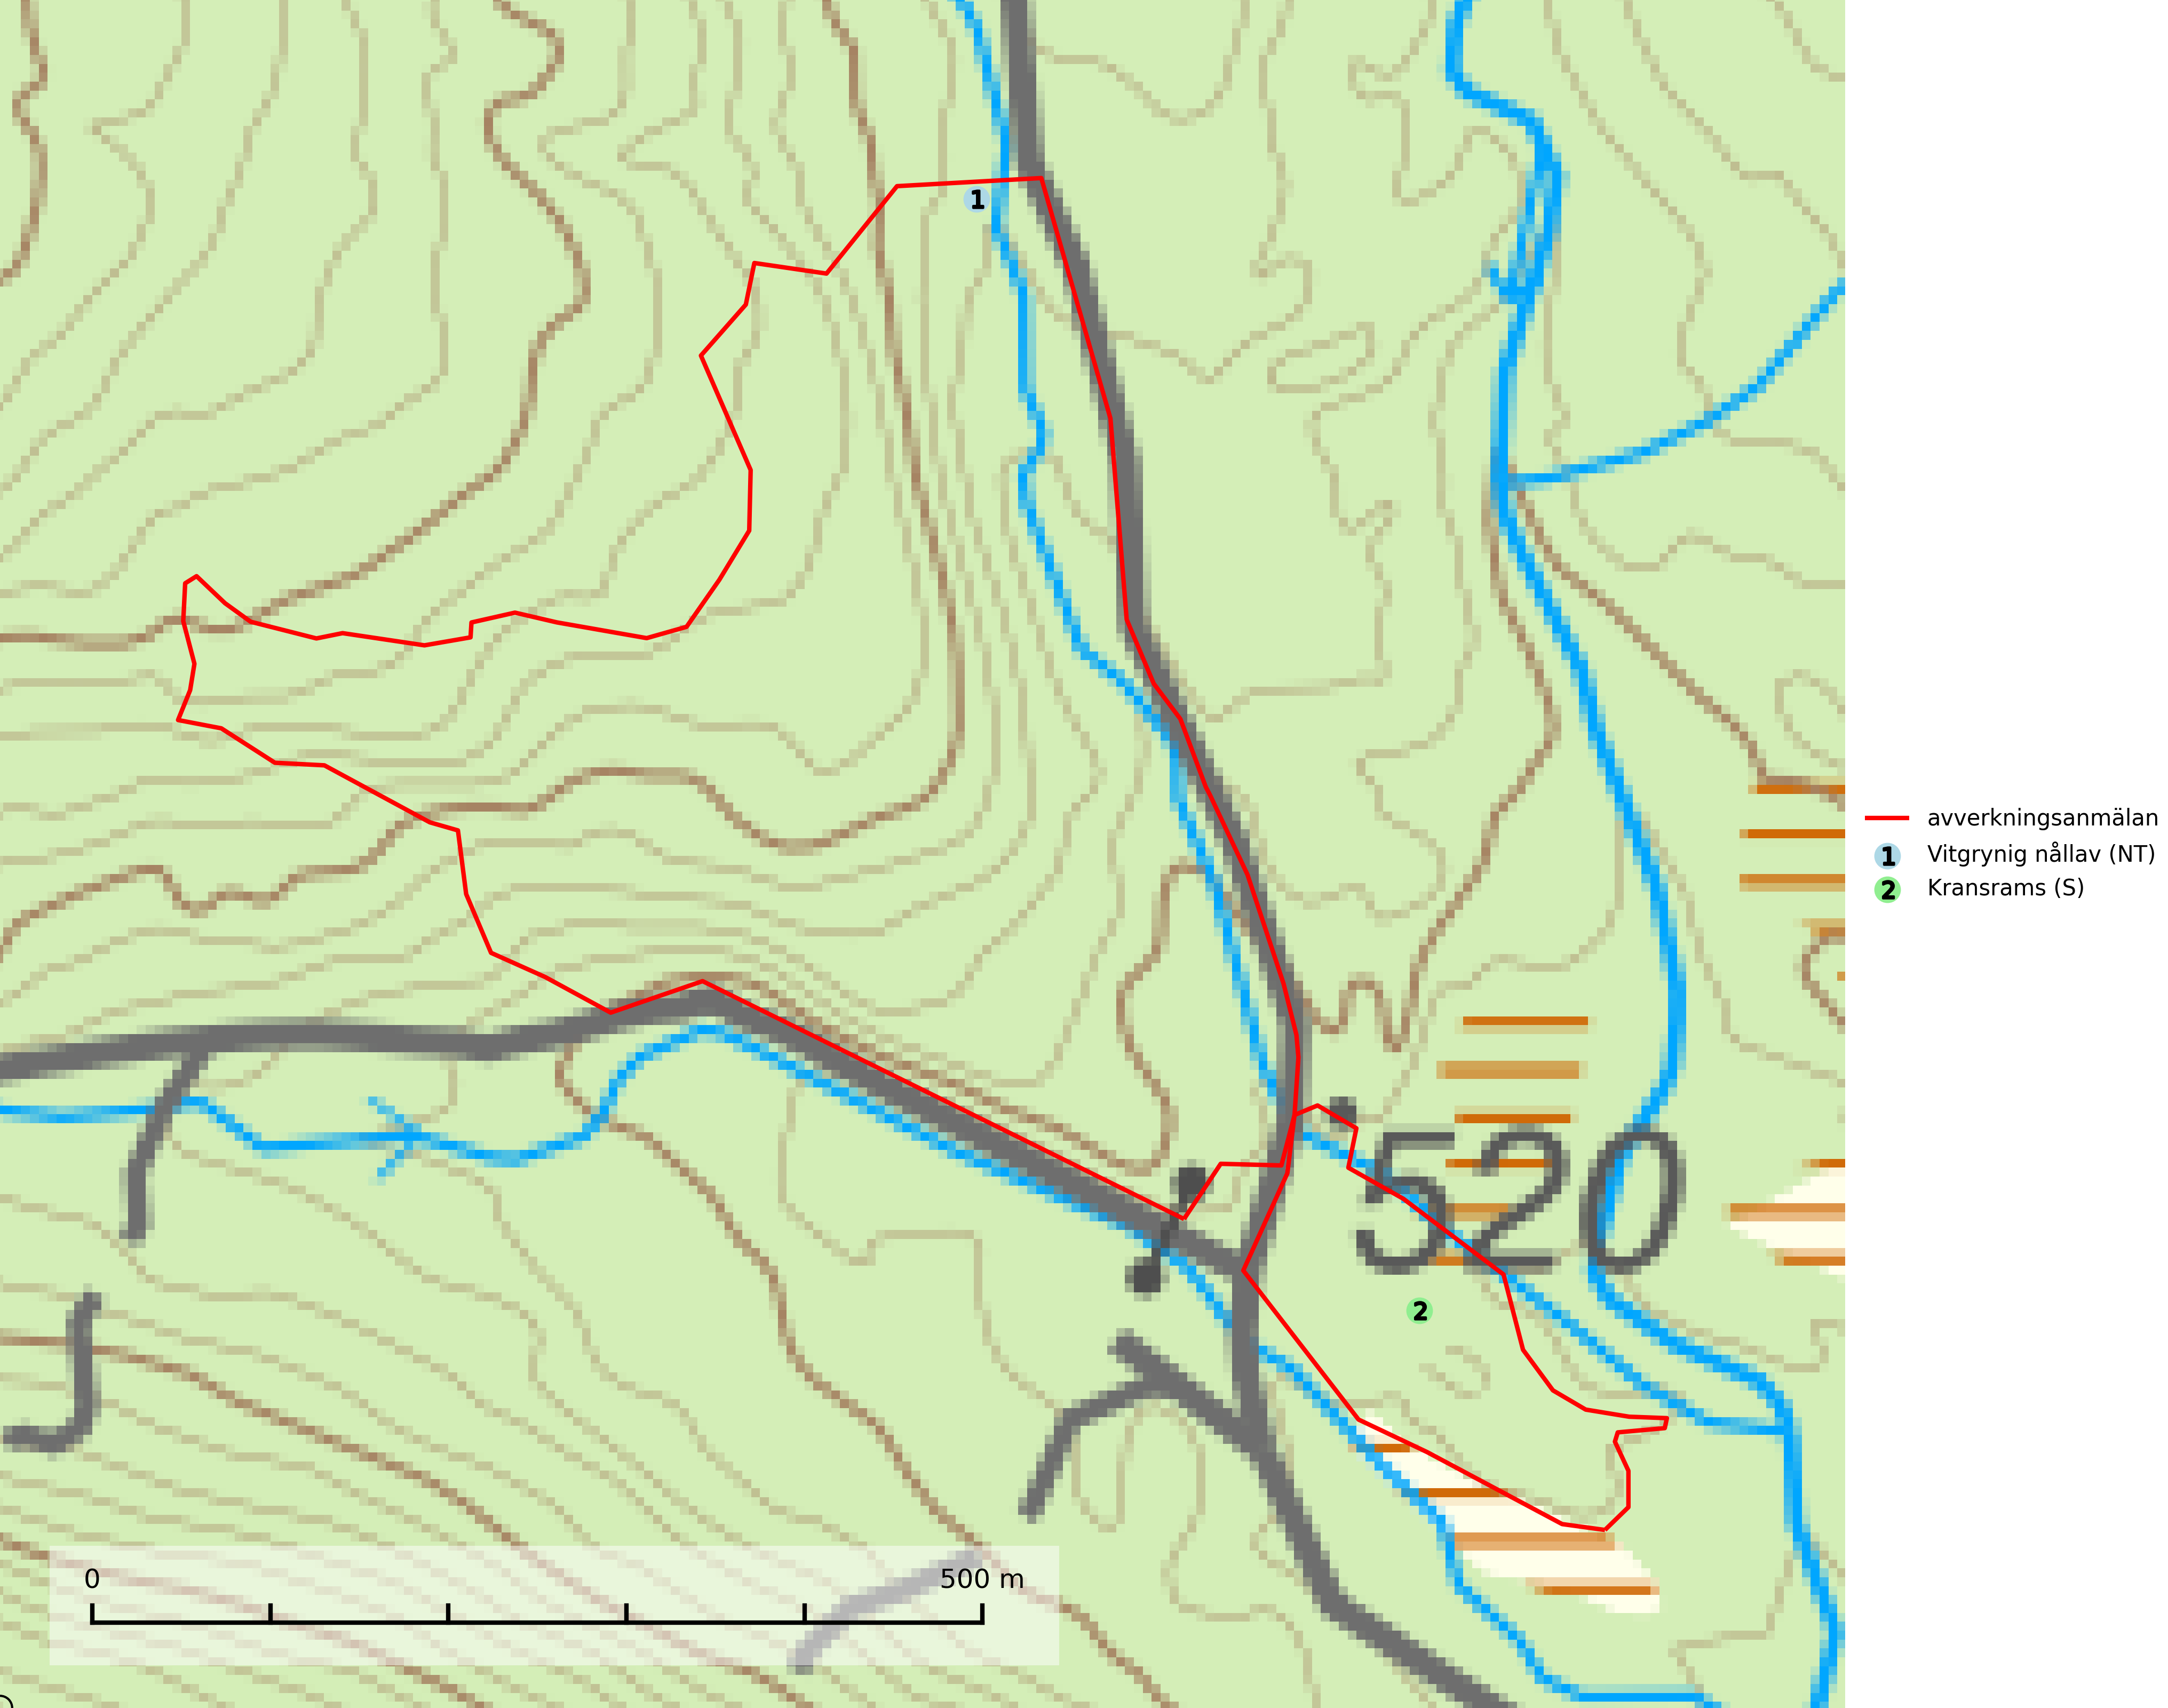 1
520
2
0 500 m
avverkningsanmälan
1 Vitgrynig nållav (NT)
2 Kransrams (S)